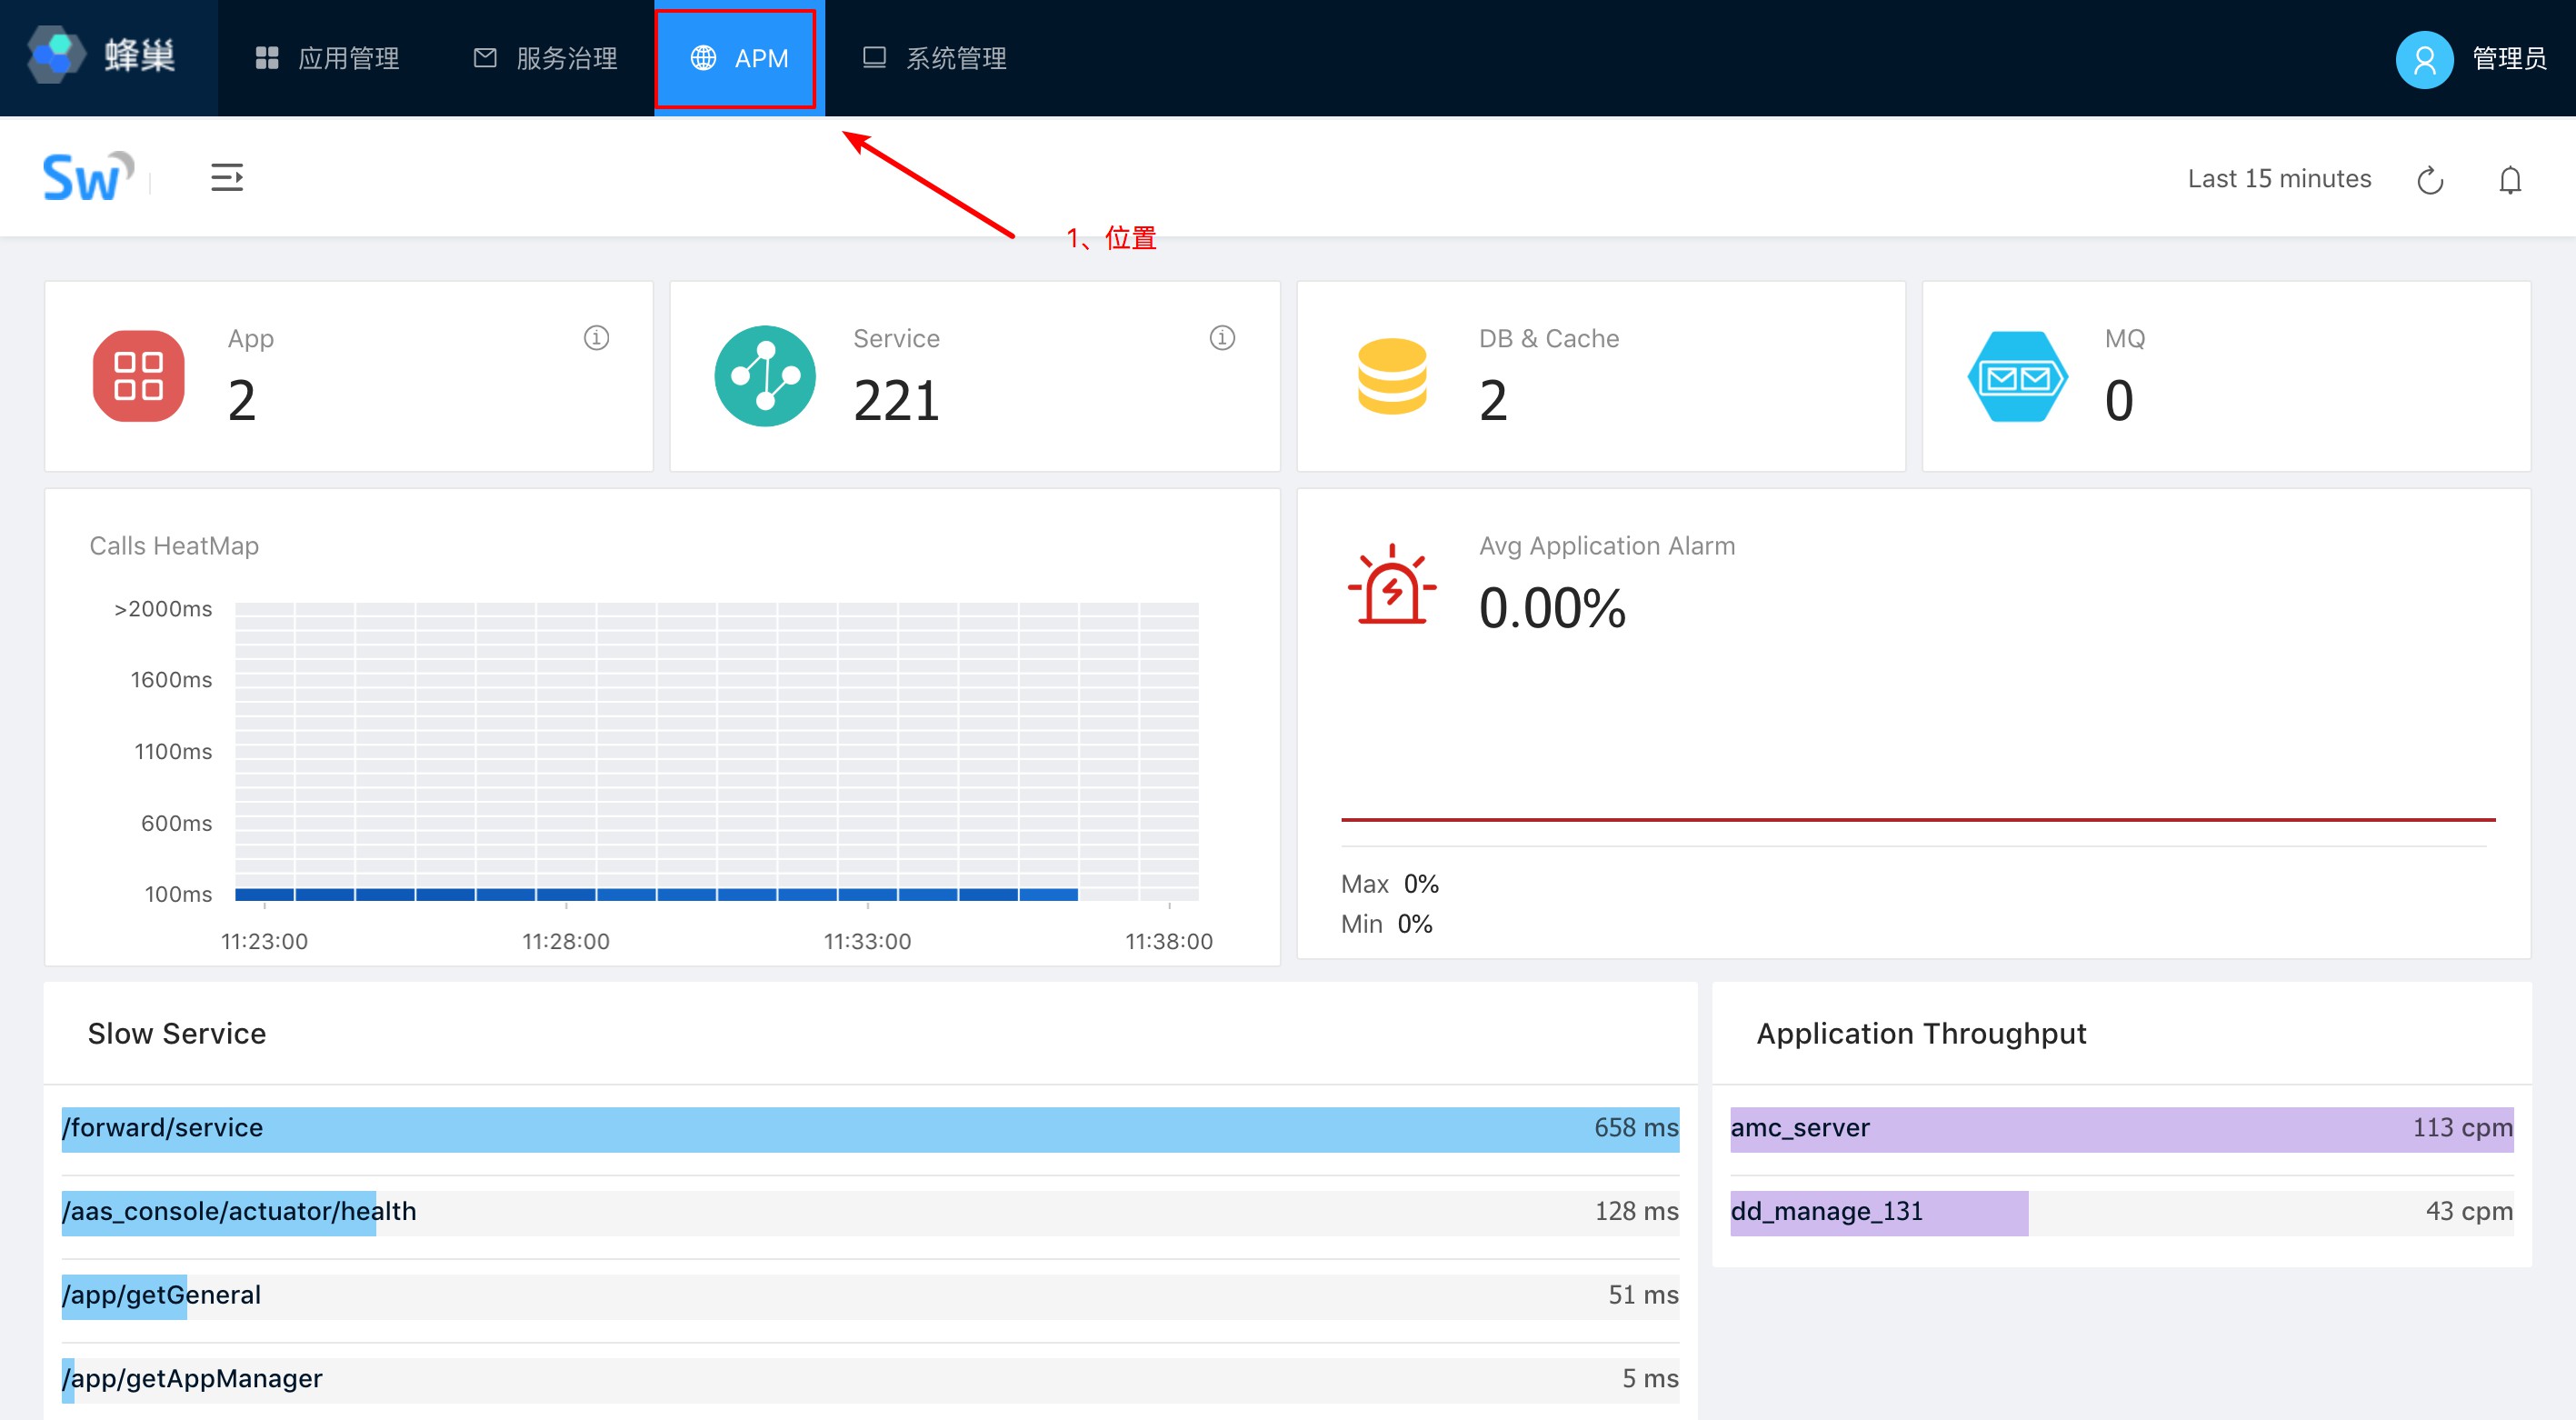 蜂巢 应用管理 服务治理 APM 系统管理 管理员
Sw Last 15 minutes
1、位置
App
2
Service
221
DB & Cache
2
MQ
0
Calls HeatMap
>2000ms
1600ms
1100ms
600ms
100ms
11:23:00 11:28:00 11:33:00 11:38:00
Avg Application Alarm
0.00%
Max 0%
Min 0%
Slow Service
/forward/service 658 ms
/aas_console/actuator/health 128 ms
/app/getGeneral 51 ms
/app/getAppManager 5 ms
Application Throughput
amc_server 113 cpm
dd_manage_131 43 cpm